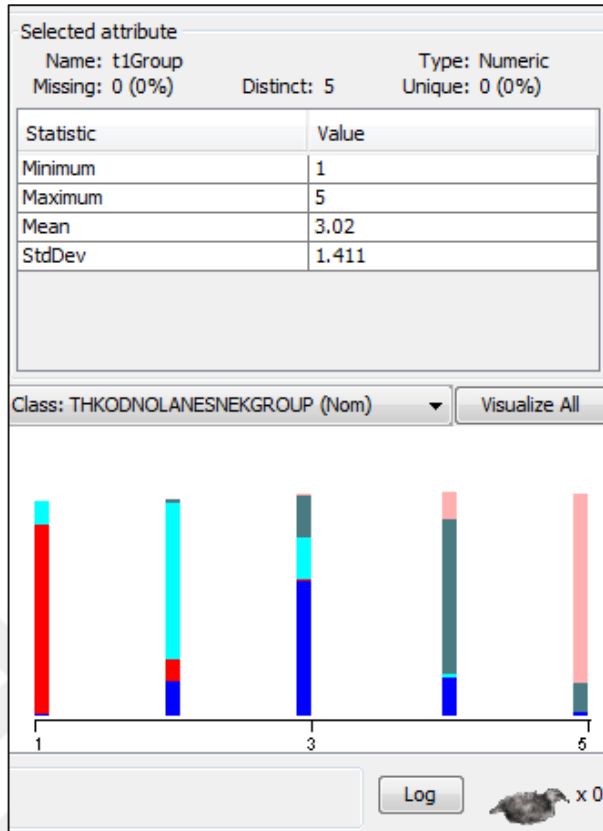 Selected attribute
Name: t1Group Type: Numeric
Missing: 0 (0%) Distinct: 5 Unique: 0 (0%)
Statistic Value
Minimum 1
Maximum 5
Mean 3.02
StdDev 1.411
Class: THKODNOLANESNEKGROUP (Nom) Visualize All
1 3 5
Log x 0